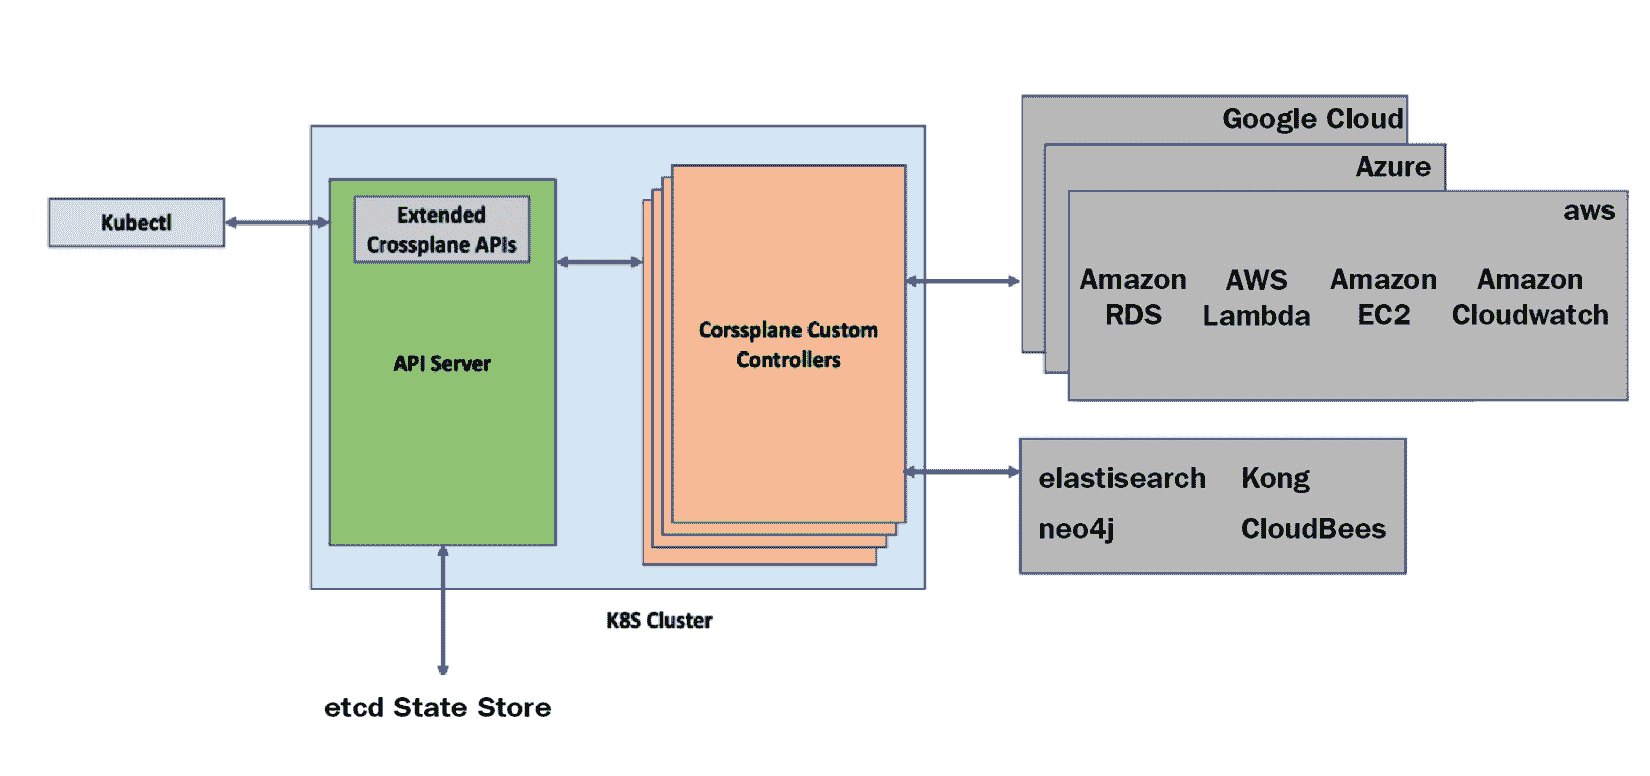 Google Cloud
Azure
aws
Kubectl
Extended
Crossplane APIs
API Server
Corssplane Custom
Controllers
Amazon
RDS
AWS
Lambda
Amazon
EC2
Amazon
Cloudwatch
elastisearch
Kong
neo4j
CloudBees
K8S Cluster
etcd State Store